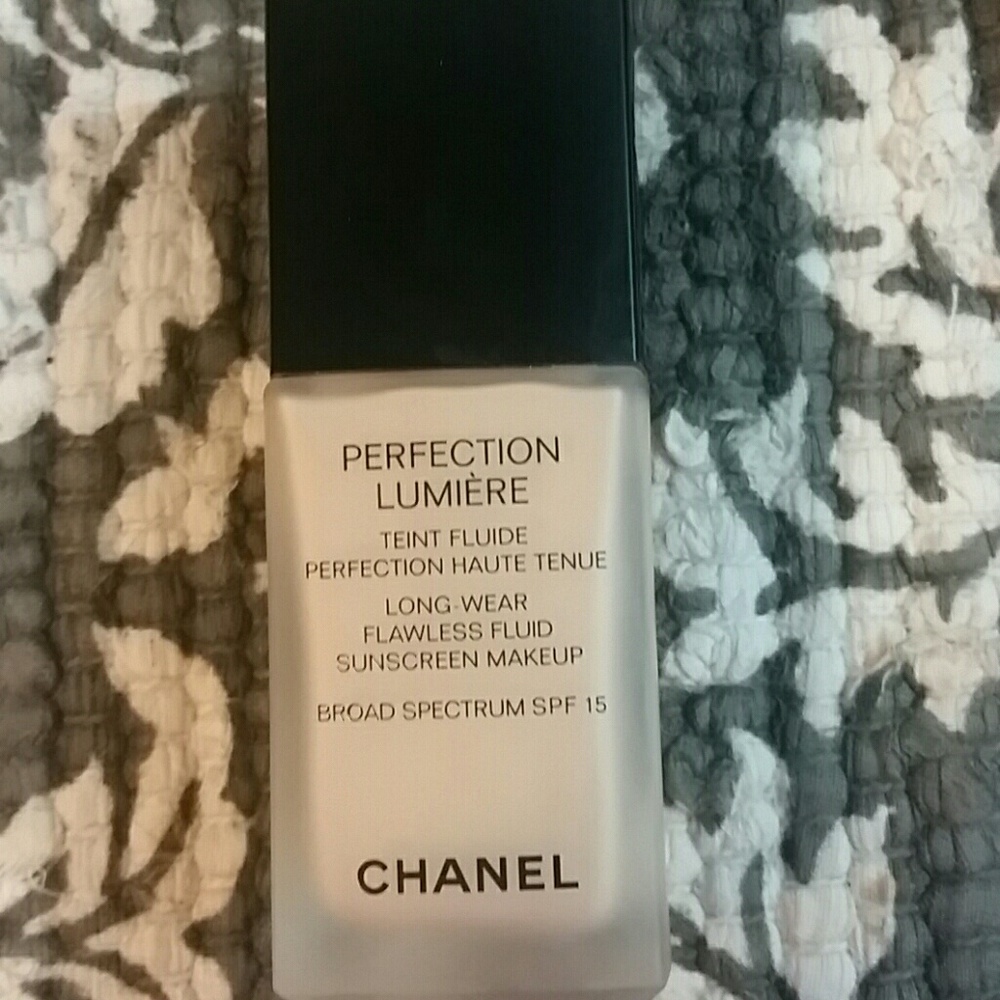 PERFECTION
LUMIÈRE
TEINT FLUIDE
PERFECTION HAUTE TENUE
LONG-WEAR
FLAWLESS FLUID
SUNSCREEN MAKEUP
BROAD SPECTRUM SPF 15
CHANEL